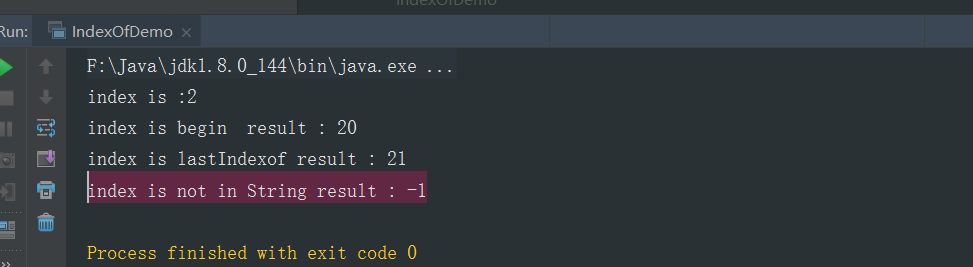 IndexOfDemo
Run:
IndexOfDemo ×
F:\Java\jdk1.8.0_144\bin\java.exe ...
index is :2
index is begin  result : 20
index is lastIndexof result : 21
index is not in String result : -1
Process finished with exit code 0
»